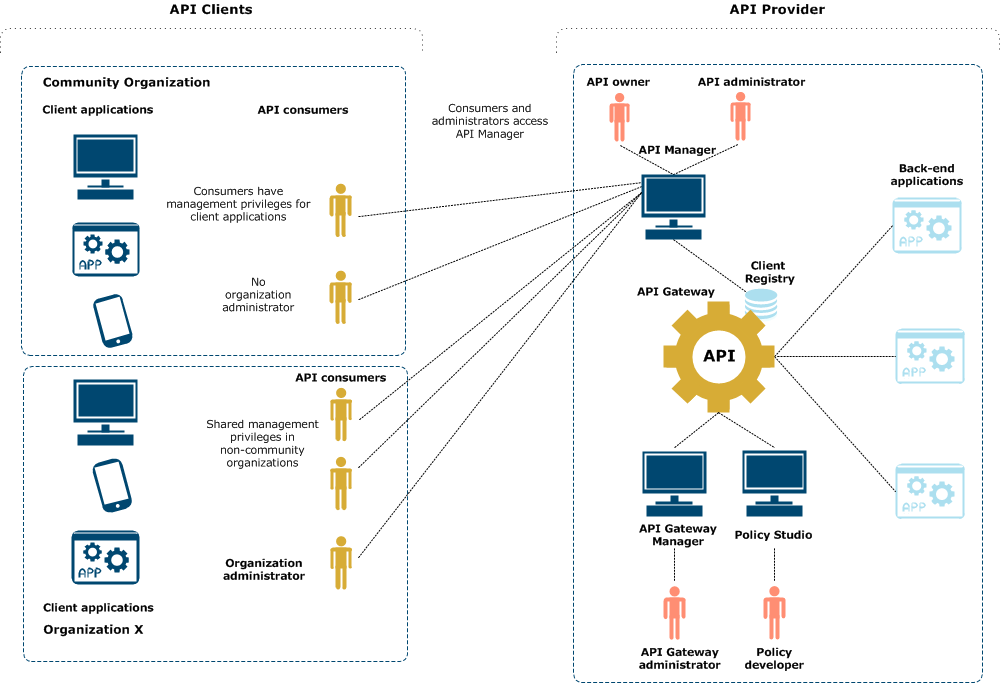 API Clients
API Provider
Community Organization
Client applications
API consumers
Consumers have
management privileges for
client applications
APP
No
organization
administrator
Consumers and
administrators access
API Manager
API consumers
Shared management
privileges in
non-community
organizations
APP
Organization
administrator
Client applications
Organization X
API owner
API administrator
API Manager
Back-end
applications
APP
Client
Registry
API Gateway
API
APP
APP
API Gateway
Manager
Policy Studio
API Gateway
administrator
Policy
developer